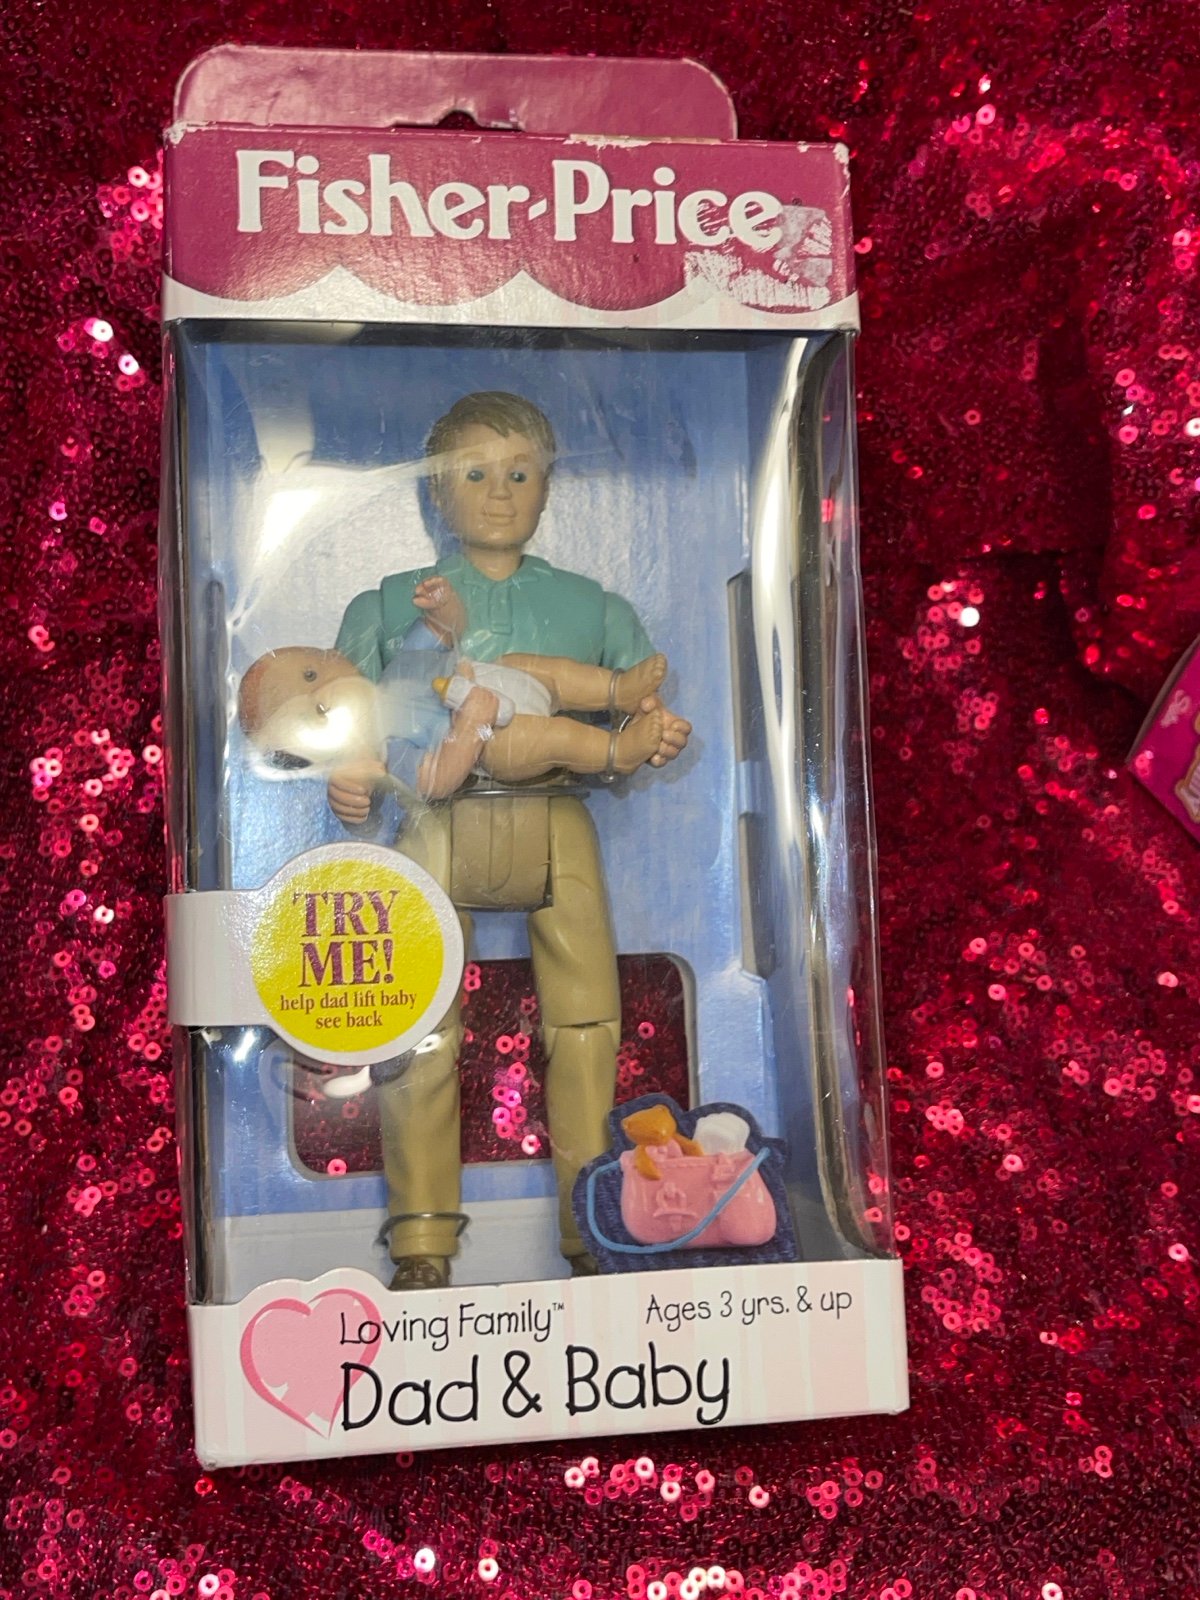 Fisher-Price
TRY
ME!
help dad lift baby
see back
Loving Family™
Ages 3 yrs. & up
Dad & Baby